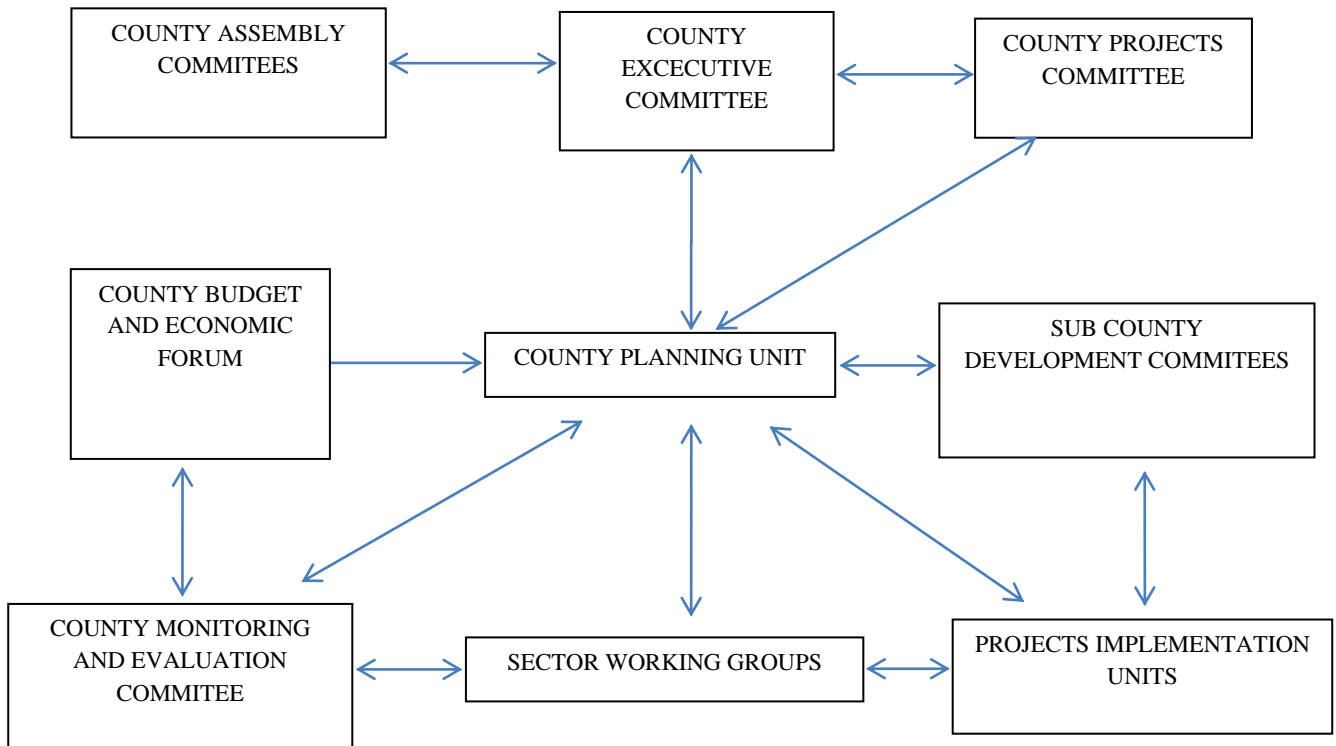 COUNTY ASSEMBLY
COMMITEES
COUNTY
EXCECUTIVE
COMMITTEE
COUNTY PROJECTS
COMMITTEE
COUNTY BUDGET
AND ECONOMIC
FORUM
COUNTY PLANNING UNIT
SUB COUNTY
DEVELOPMENT COMMITEES
COUNTY MONITORING
AND EVALUATION
COMMITEE
SECTOR WORKING GROUPS
PROJECTS IMPLEMENTATION
UNITS